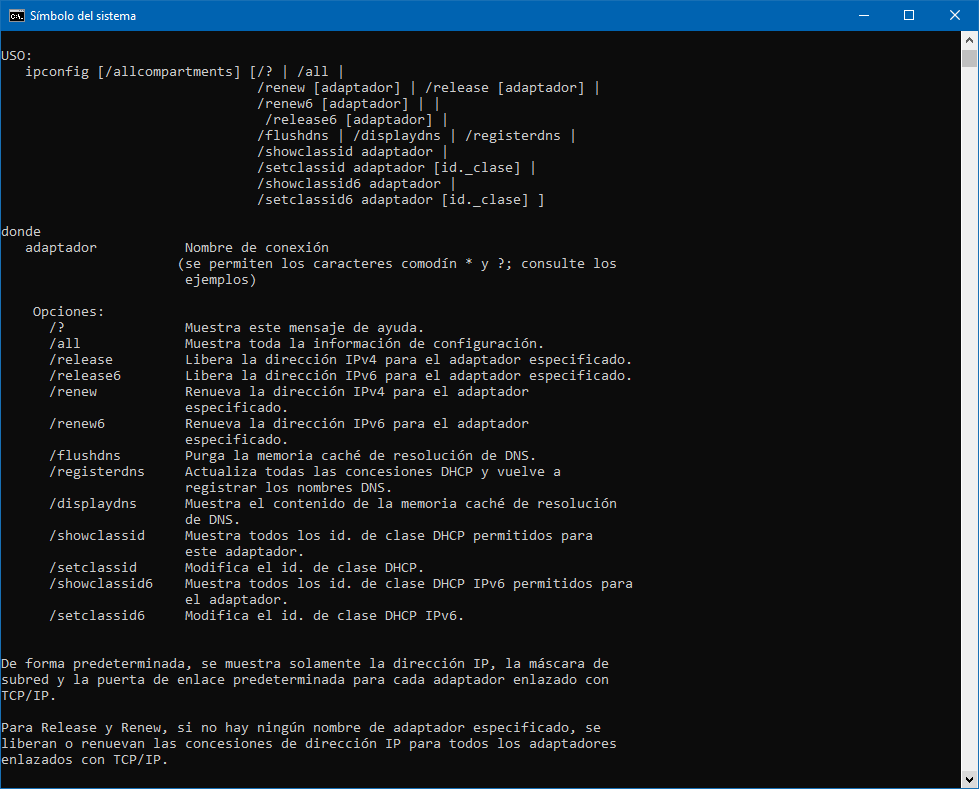 Símbolo del sistema
USO:
ipconfig [/allcompartments] [/? | /all |
/renew [adaptador] | /release [adaptador] |
/renew6 [adaptador] | |
/release6 [adaptador] |
/flushdns | /displaydns | /registerdns |
/showclassid adaptador |
/setclassid adaptador [id._clase] |
/showclassid6 adaptador |
/setclassid6 adaptador [id._clase] ]
donde
adaptador Nombre de conexión
(se permiten los caracteres comodín * y ?; consulte los
ejemplos)
Opciones:
/? Muestra este mensaje de ayuda.
/all Muestra toda la información de configuración.
/release Libera la dirección IPv4 para el adaptador especificado.
/release6 Libera la dirección IPv6 para el adaptador especificado.
/renew Renueva la dirección IPv4 para el adaptador
especificado.
/renew6 Renueva la dirección IPv6 para el adaptador
especificado.
/flushdns Purga la memoria caché de resolución de DNS.
/registerdns Actualiza todas las concesiones DHCP y vuelve a
registrar los nombres DNS.
/displaydns Muestra el contenido de la memoria caché de resolución
de DNS.
/showclassid Muestra todos los id. de clase DHCP permitidos para
este adaptador.
/setclassid Modifica el id. de clase DHCP.
/showclassid6 Muestra todos los id. de clase DHCP IPv6 permitidos para
el adaptador.
/setclassid6 Modifica el id. de clase DHCP IPv6.
De forma predeterminada, se muestra solamente la dirección IP, la máscara de
subred y la puerta de enlace predeterminada para cada adaptador enlazado con
TCP/IP.
Para Release y Renew, si no hay ningún nombre de adaptador especificado, se
liberan o renuevan las concesiones de dirección IP para todos los adaptadores
enlazados con TCP/IP.